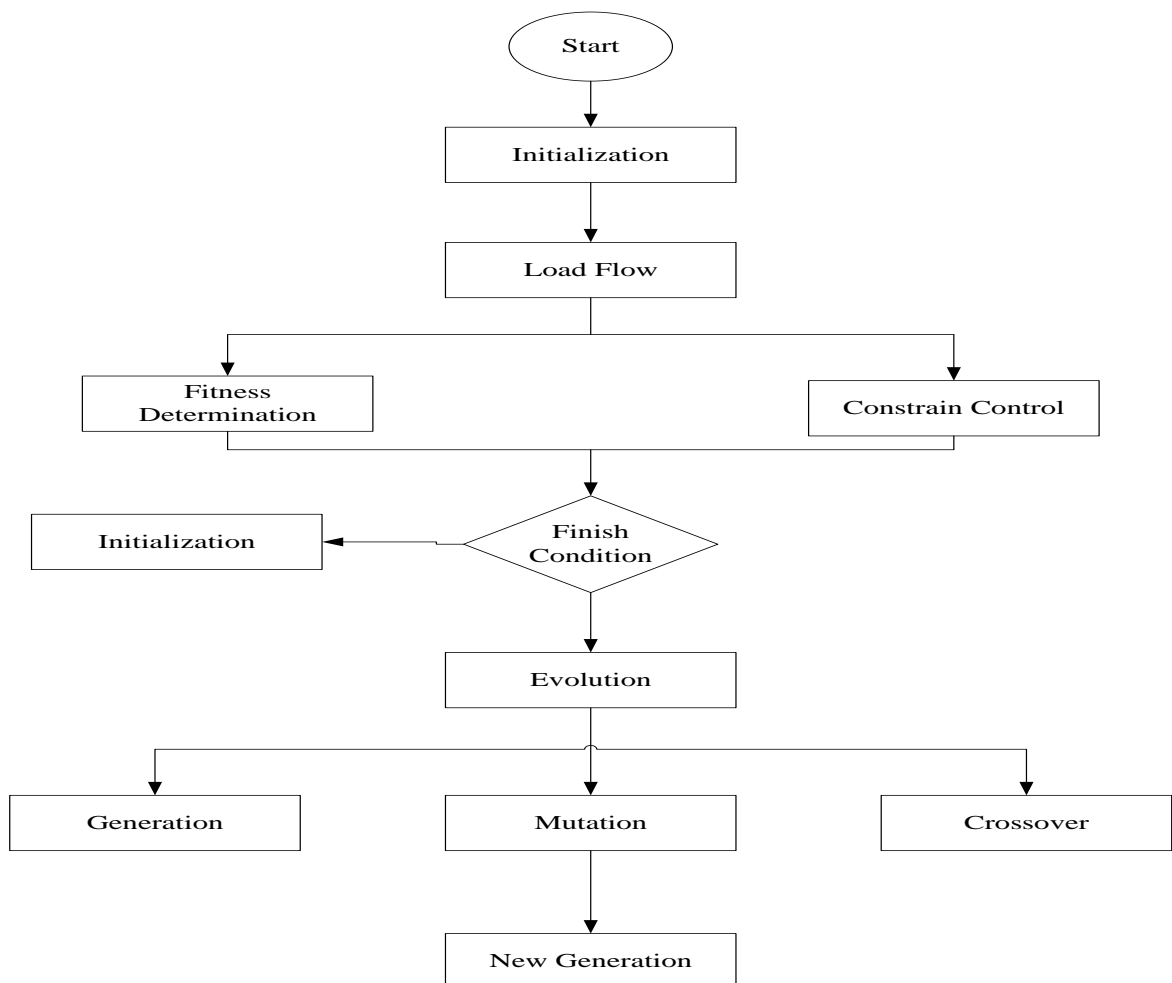 Start
Initialization
Load Flow
Fitness
Determination
Constrain Control
Finish
Condition
Initialization
Evolution
Generation
Mutation
Crossover
New Generation